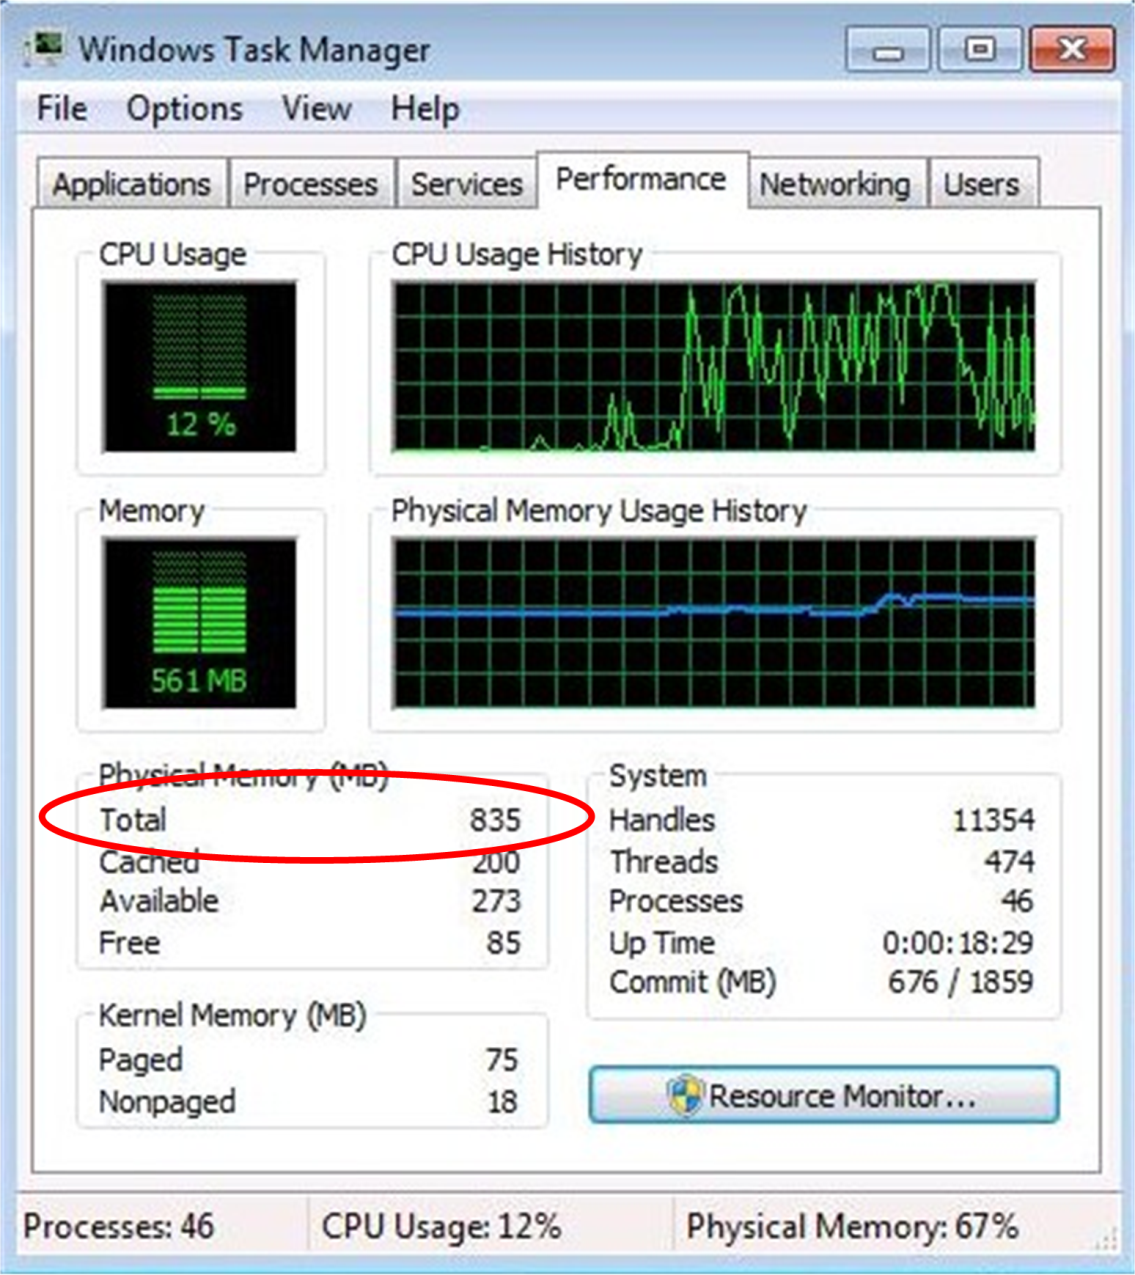 Windows Task Manager
File Options View Help
Applications Processes Services Performance Networking Users
CPU Usage
12 %
CPU Usage History
Memory
561 MB
Physical Memory Usage History
Physical Memory (MB)
Total 835
Cached 200
Available 273
Free 85
Kernel Memory (MB)
Paged 75
Nonpaged 18
System
Handles 11354
Threads 474
Processes 46
Up Time 0:00:18:29
Commit (MB) 676 / 1859
Resource Monitor...
Processes: 46 CPU Usage: 12% Physical Memory: 67%